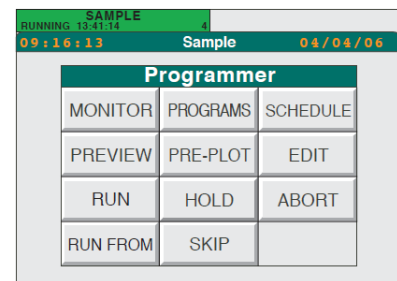 SAMPLE
RUNNING 13:41:14 4
09:16:13 Sample 04/04/06
Programmer
MONITOR PROGRAMS SCHEDULE
PREVIEW PRE-PLOT EDIT
RUN HOLD ABORT
RUN FROM SKIP